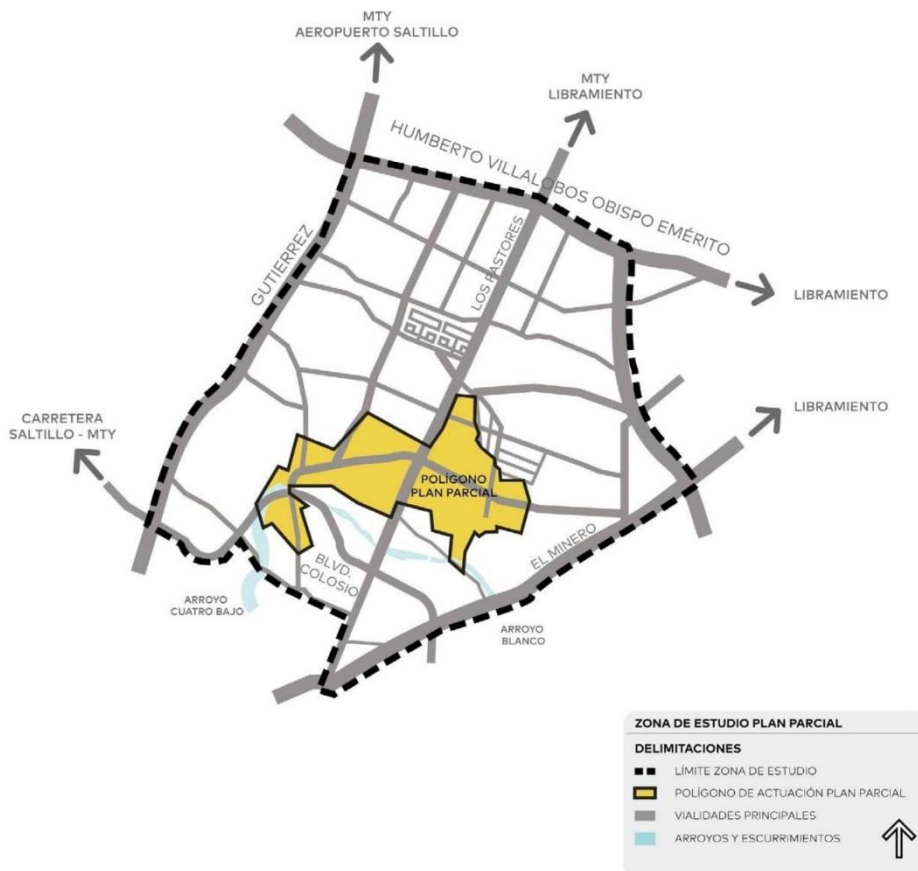 MTY
AEROPUERTO SALTILLO
MTY
LIBRAMIENTO
HUMBERTO VILLALOBOS OBISPO EMÉRITO
GUTIERREZ
LOS PASTORES
LIBRAMIENTO
LIBRAMIENTO
CARRETERA
SALTILLO - MTY
POLÍGONO
PLAN PARCIAL
EL MINERO
BLVD.
COLOSIO
ARROYO
CUATRO BAJO
ARROYO
BLANCO
ZONA DE ESTUDIO PLAN PARCIAL
DELIMITACIONES
LÍMITE ZONA DE ESTUDIO
POLÍGONO DE ACTUACIÓN PLAN PARCIAL
VIALIDADES PRINCIPALES
ARROYOS Y ESCURRIMIENTOS